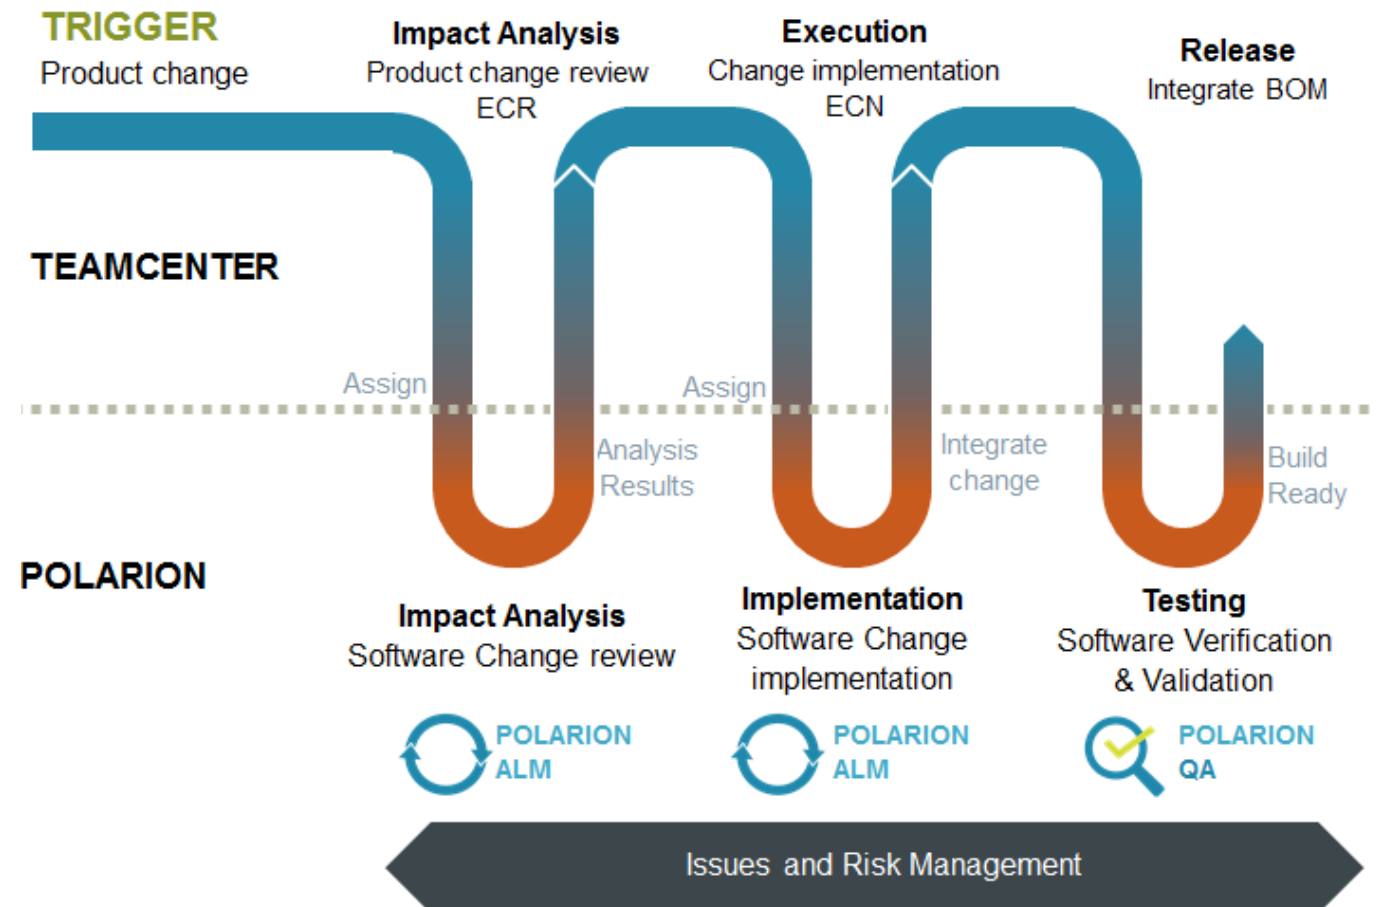 TRIGGER
Product change
Impact Analysis
Product change review
ECR
Execution
Change implementation
ECN
Release
Integrate BOM
TEAMCENTER
Assign
Assign
Analysis
Results
Integrate
change
Build
Ready
POLARION
Impact Analysis
Software Change review
Implementation
Software Change
implementation
Testing
Software Verification
& Validation
POLARION
ALM
POLARION
ALM
POLARION
QA
Issues and Risk Management